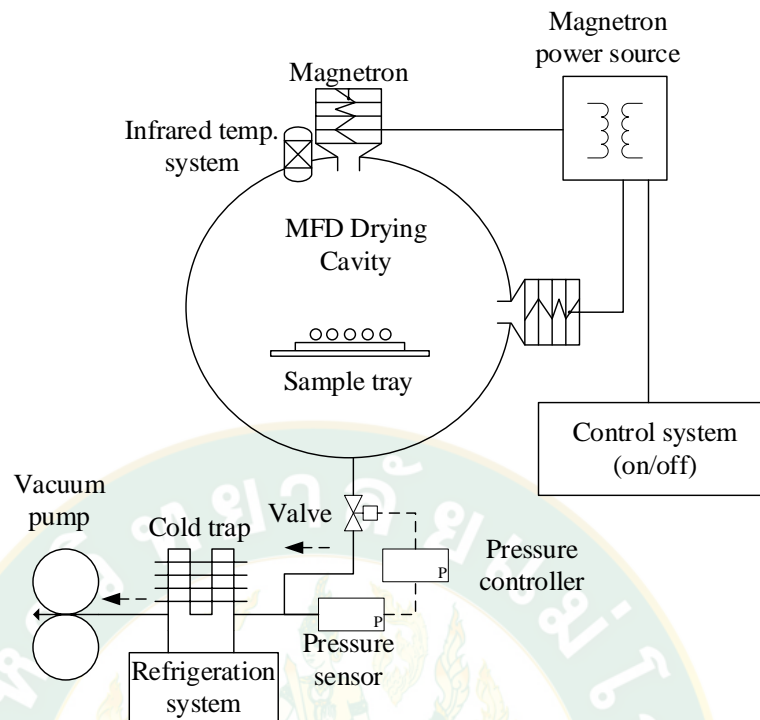 Magnetron
power source
Magnetron
Infrared temp.
system
MFD Drying
Cavity
Sample tray
Control system
(on/off)
Vacuum
pump
Cold trap
Valve
Pressure
controller
P
P
Pressure
sensor
Refrigeration
system